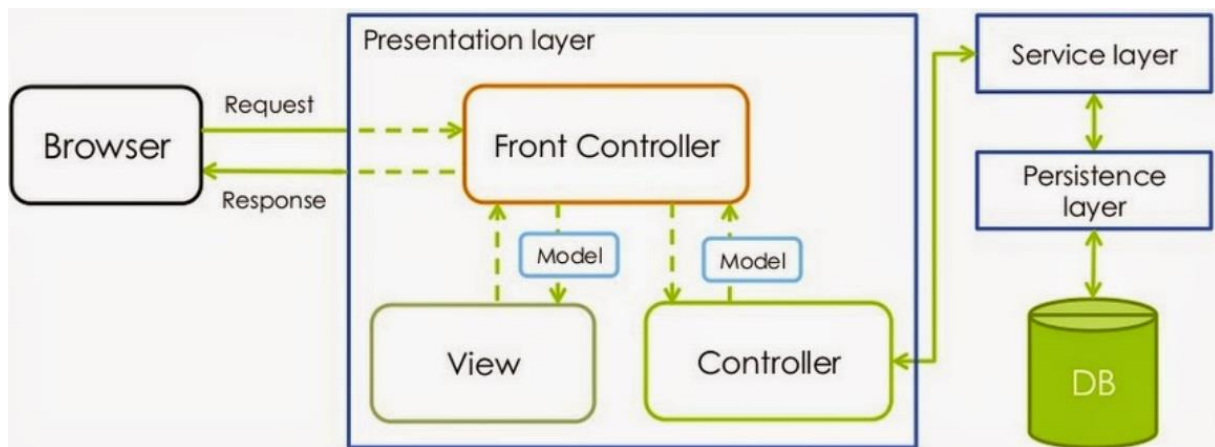 Presentation layer
Service layer
Request
Browser
Front Controller
Response
Persistence
layer
Model
Model
View
Controller
DB